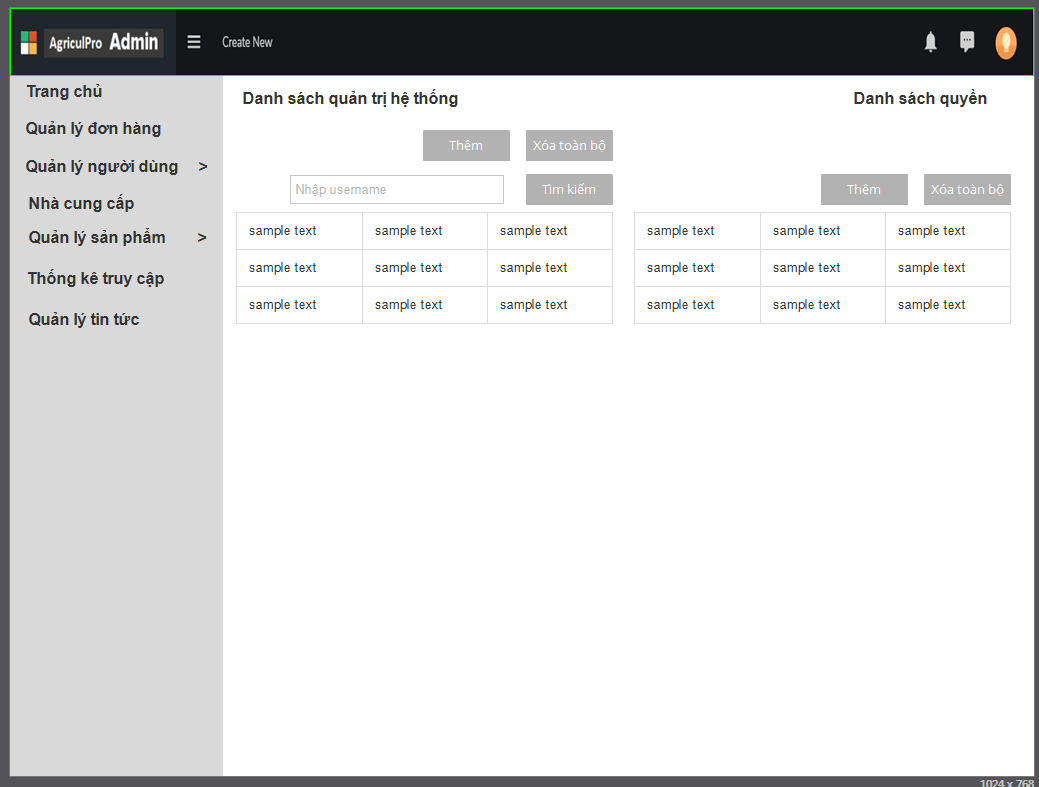 AgriculPro Admin
Create New
Trang chủ
Quản lý đơn hàng
Quản lý người dùng >
Nhà cung cấp
Quản lý sản phẩm >
Thống kê truy cập
Quản lý tin tức
Danh sách quản trị hệ thống
Thêm Xóa toàn bộ
Nhập username Tìm kiếm
sample text sample text sample text
sample text sample text sample text
sample text sample text sample text
Danh sách quyền
Thêm Xóa toàn bộ
sample text sample text sample text
sample text sample text sample text
sample text sample text sample text
1024 x 768